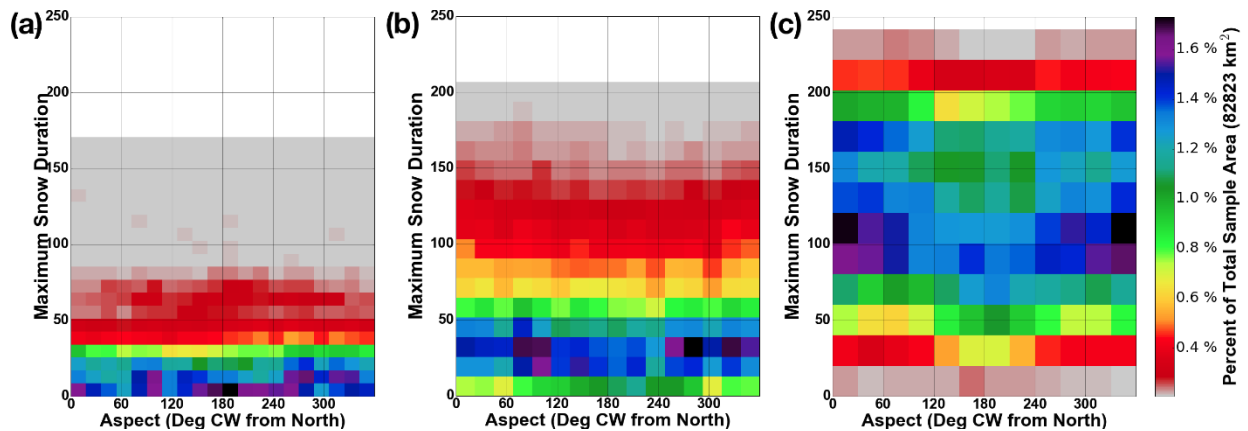 (a)
250
200
150
100
50
0
Maximum Snow Duration
0 60 120 180 240 300
Aspect (Deg CW from North)
(b)
250
200
150
100
50
0
Maximum Snow Duration
0 60 120 180 240 300
Aspect (Deg CW from North)
(c)
250
200
150
100
50
0
Maximum Snow Duration
0 60 120 180 240 300
Aspect (Deg CW from North)
1.6 %
1.4 %
1.2 %
1.0 %
0.8 %
0.6 %
0.4 %
Percent of Total Sample Area (82823 km²)